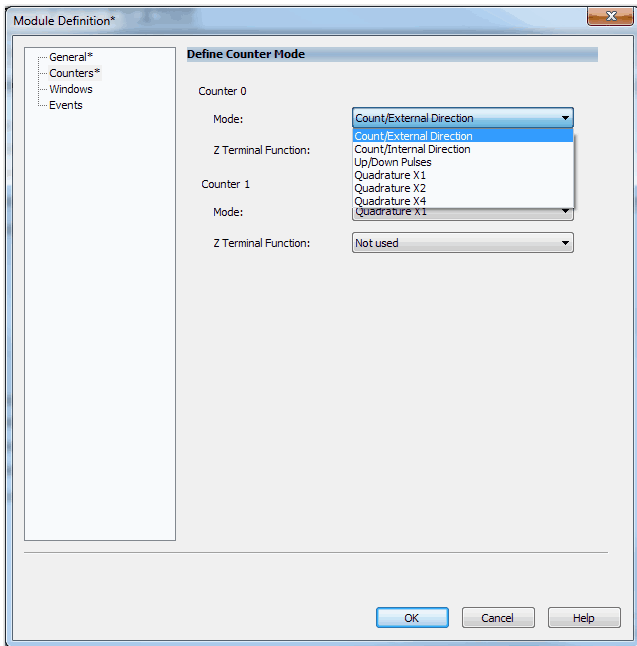 Module Definition*
General*
Counters*
Windows
Events
Define Counter Mode
Counter 0
Mode:
Count/External Direction
Count/External Direction
Count/Internal Direction
Up/Down Pulses
Quadrature X1
Quadrature X2
Quadrature X4
Z Terminal Function:
Counter 1
Mode:
Quadrature X1
Z Terminal Function:
Not used
OK
Cancel
Help